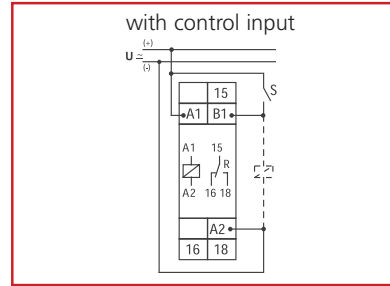 with control input
(+)
U ~
(-)
S
15
A1 B1
A1 15
R
A2 16 18
A2
16 18